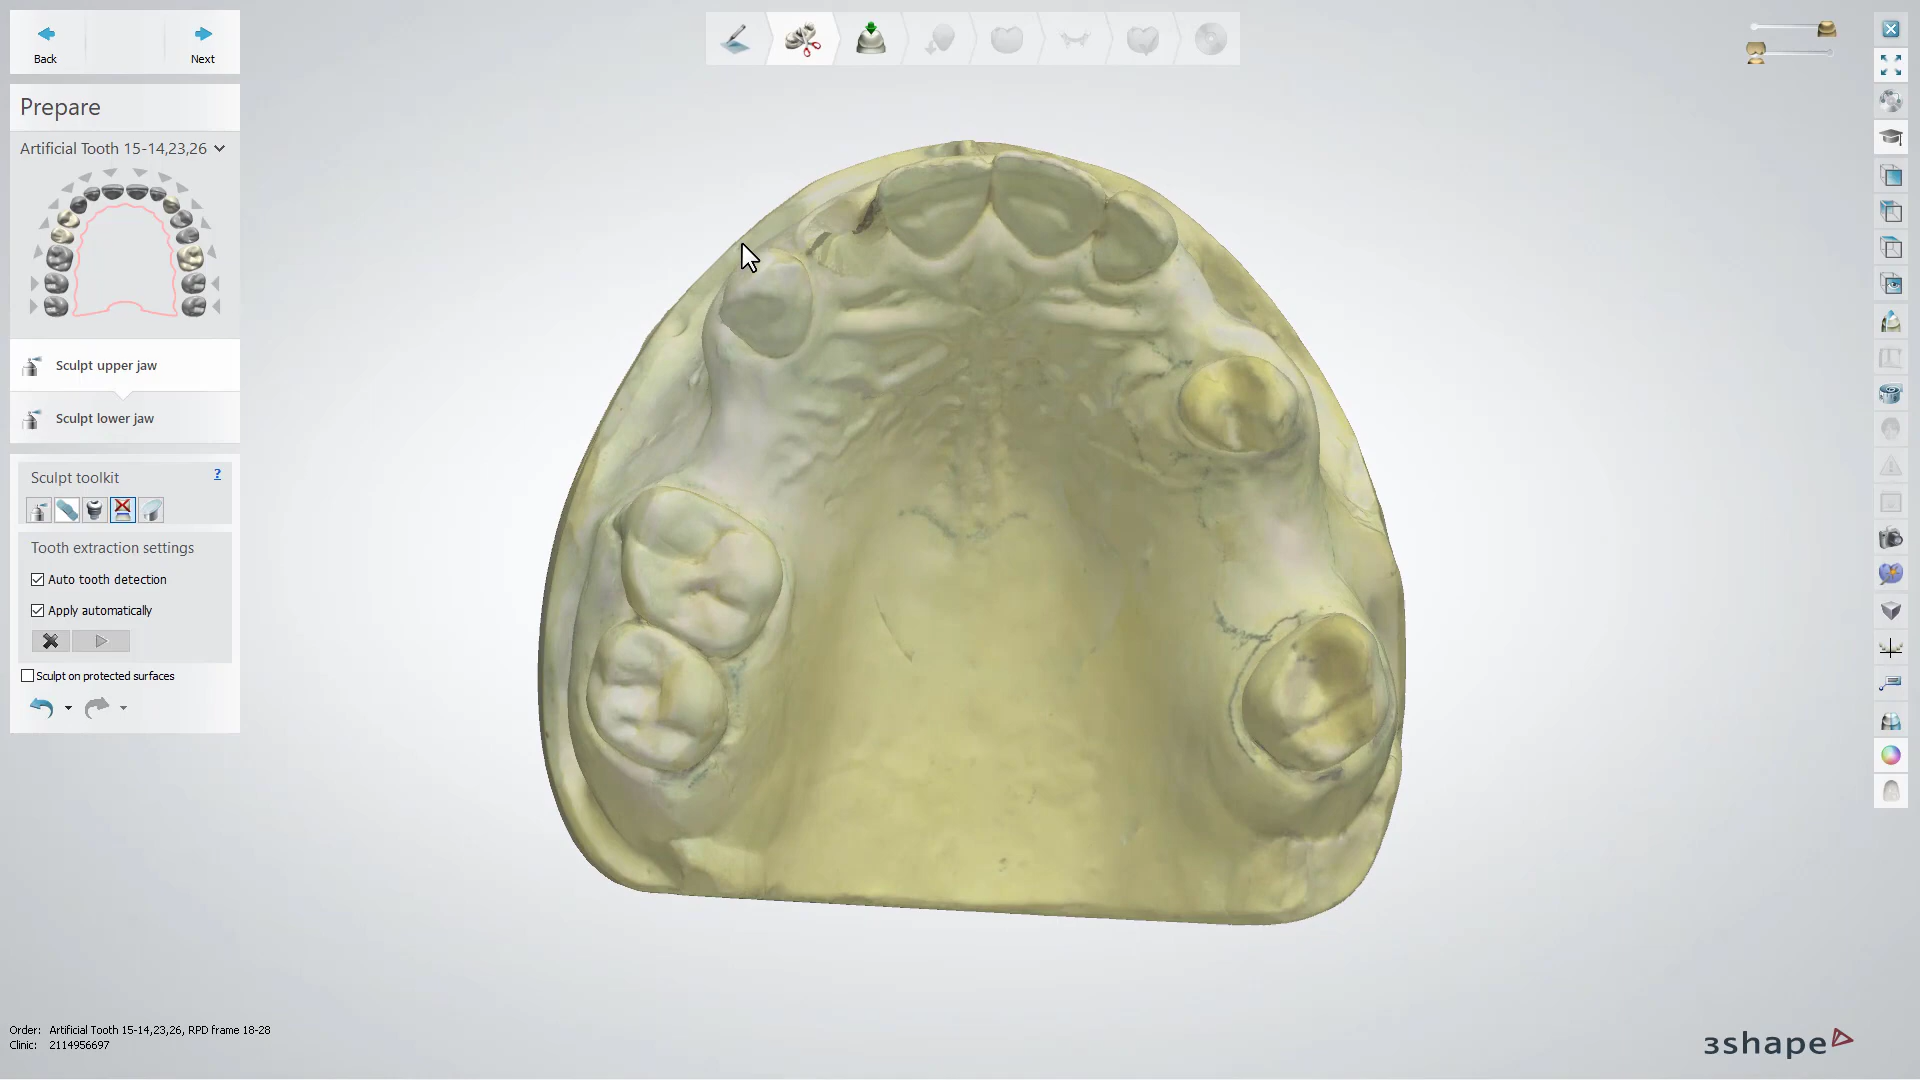 Back
Next
Prepare
Artificial Tooth 15-14,23,26
Sculpt upper jaw
Sculpt lower jaw
Sculpt toolkit
?
Tooth extraction settings
Auto tooth detection
Apply automatically
Sculpt on protected surfaces
Order: Artificial Tooth 15-14,23,26, RPD frame 18-28
Clinic: 2114956697
3shape